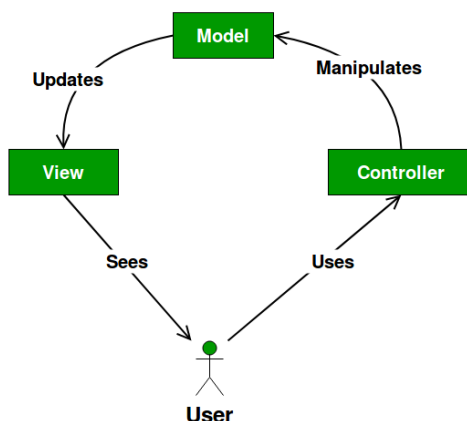 Model
Updates
Manipulates
View
Controller
Sees
Uses
User